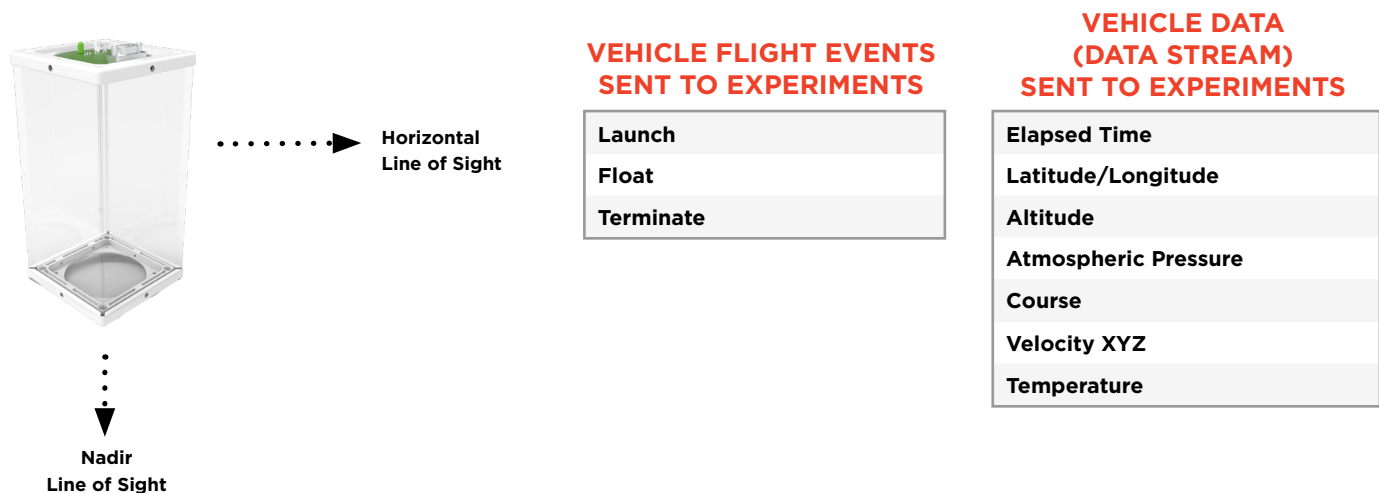 Horizontal
Line of Sight
Nadir
Line of Sight
VEHICLE FLIGHT EVENTS
SENT TO EXPERIMENTS
Launch
Float
Terminate
VEHICLE DATA
(DATA STREAM)
SENT TO EXPERIMENTS
Elapsed Time
Latitude/Longitude
Altitude
Atmospheric Pressure
Course
Velocity XYZ
Temperature